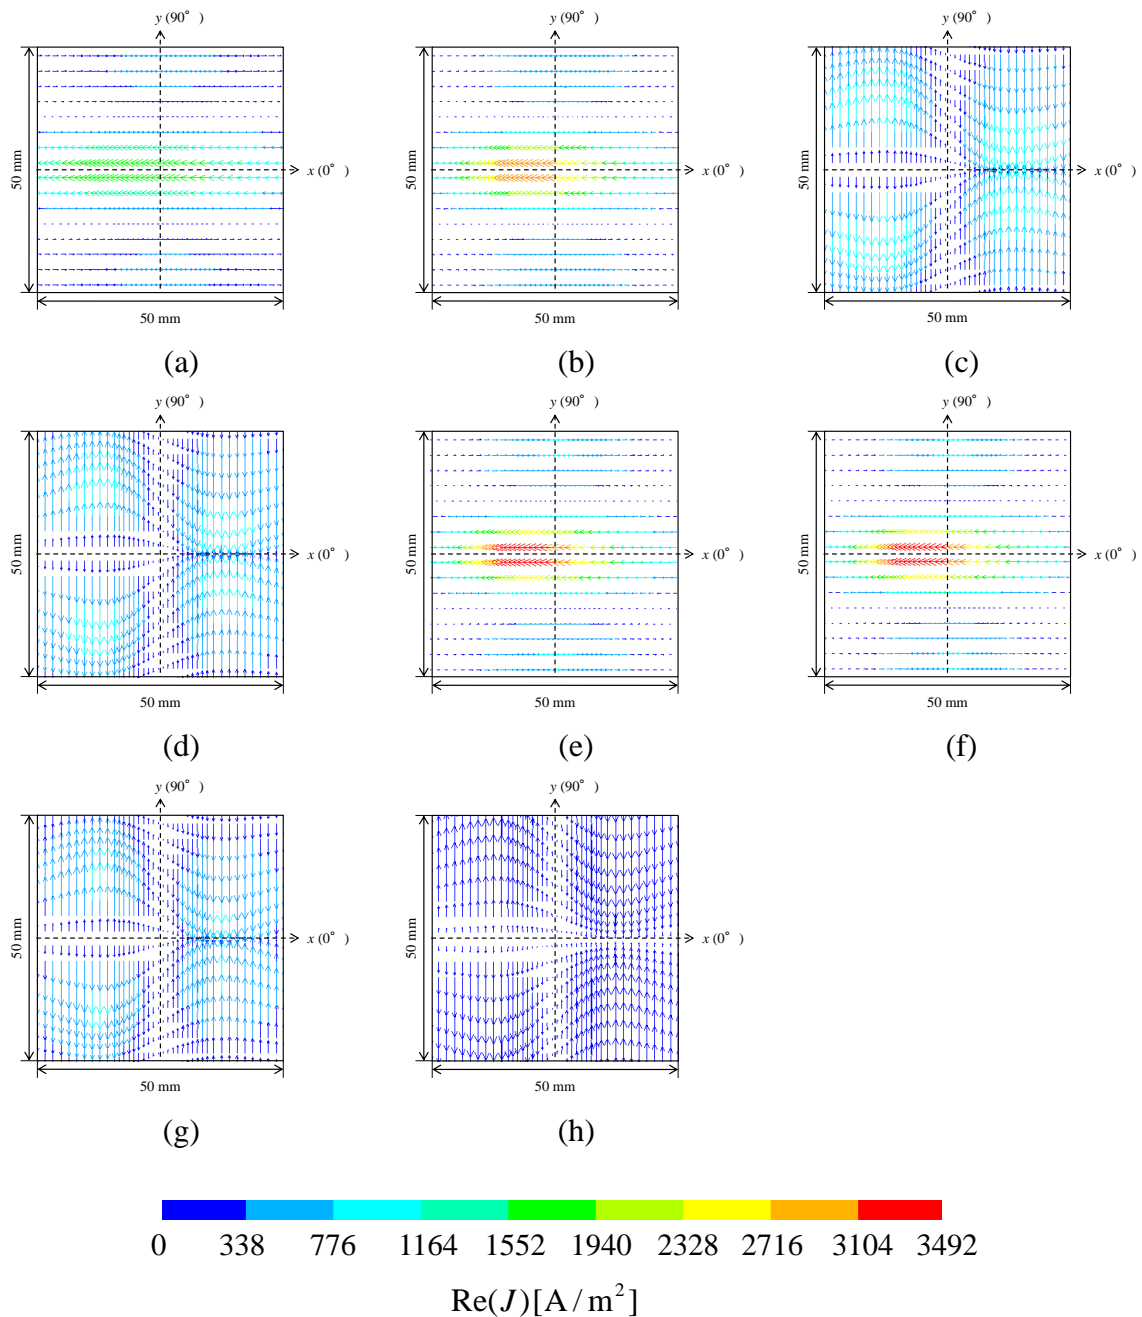 y (90° )
y (90° )
y (90° )
50 mm
x (0° )
50 mm
x (0° )
50 mm
x (0° )
50 mm
50 mm
50 mm
(a)
(b)
(c)
y (90° )
y (90° )
y (90° )
50 mm
x (0° )
50 mm
x (0° )
50 mm
x (0° )
50 mm
50 mm
50 mm
(d)
(e)
(f)
y (90° )
y (90° )
50 mm
x (0° )
50 mm
x (0° )
50 mm
50 mm
(g)
(h)
0 338 776 1164 1552 1940 2328 2716 3104 3492
Re(J)[A/m²]